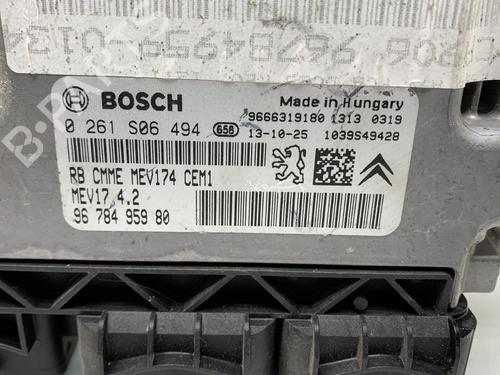 BOSCH
Made in Hungary
9666319180 1313 0319
0 261 S06 494 658 13-10-25 1039S49428
RB CMME MEV174 CEM1
MEV17.4.2
96 784 959 80
B-PARTS